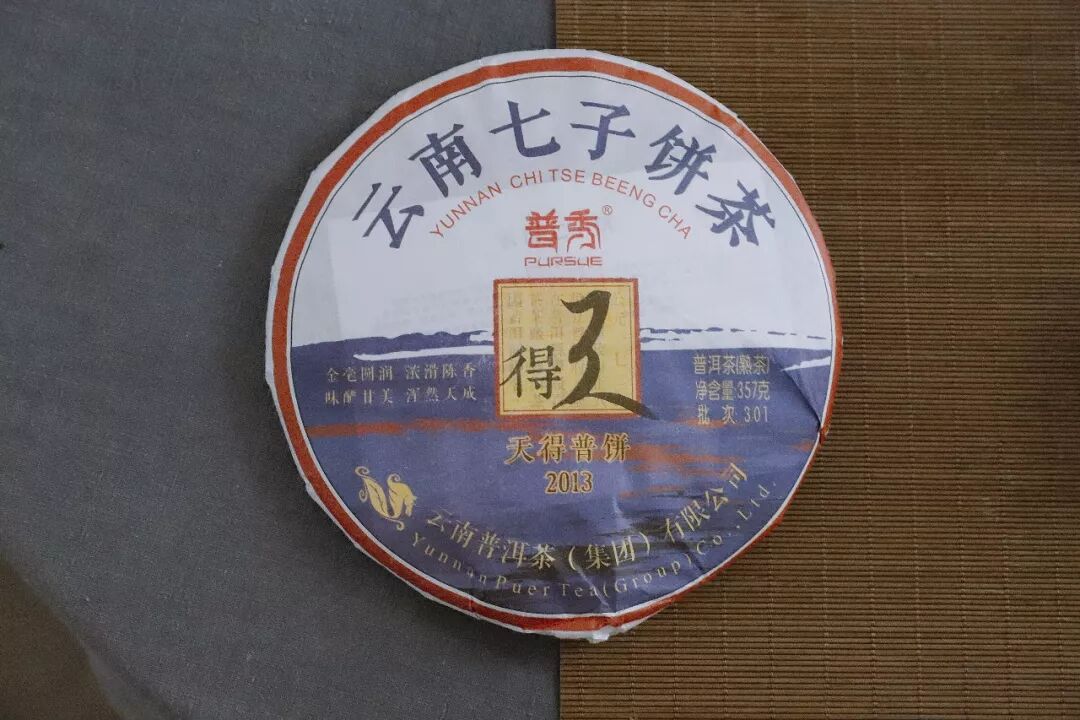 云南七子饼茶
YUNNAN CHI TSE BEENG CHA
普秀®
PURSUE
得
天
金毫圆润 浓滑陈香
味醇甘美 浑然天成
普洱茶(熟茶)
净含量357克
批次 301
天得普饼
2013
云南普洱茶（集团）有限公司
Yunnan Puer Tea(Group)Co.,Ltd.